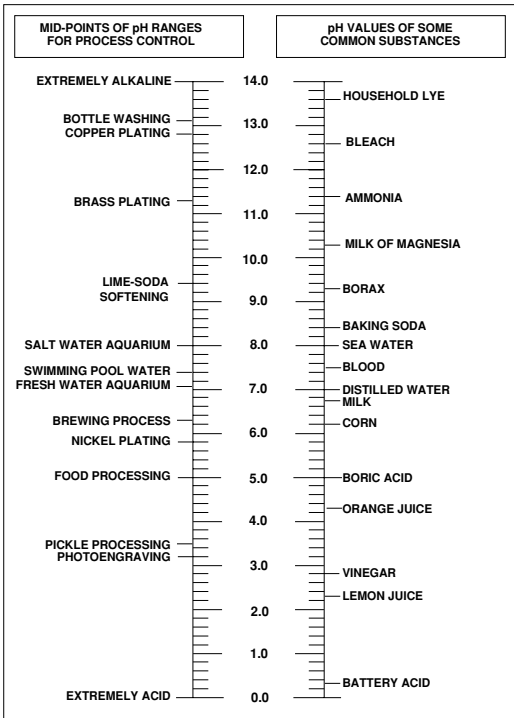 MID-POINTS OF pH RANGES
FOR PROCESS CONTROL
pH VALUES OF SOME
COMMON SUBSTANCES
EXTREMELY ALKALINE
BOTTLE WASHING
COPPER PLATING
BRASS PLATING
LIME-SODA
SOFTENING
SALT WATER AQUARIUM
SWIMMING POOL WATER
FRESH WATER AQUARIUM
BREWING PROCESS
NICKEL PLATING
FOOD PROCESSING
PICKLE PROCESSING
PHOTOENGRAVING
EXTREMELY ACID
14.0
13.0
12.0
11.0
10.0
9.0
8.0
7.0
6.0
5.0
4.0
3.0
2.0
1.0
0.0
HOUSEHOLD LYE
BLEACH
AMMONIA
MILK OF MAGNESIA
BORAX
BAKING SODA
SEA WATER
BLOOD
DISTILLED WATER
MILK
CORN
BORIC ACID
ORANGE JUICE
VINEGAR
LEMON JUICE
BATTERY ACID